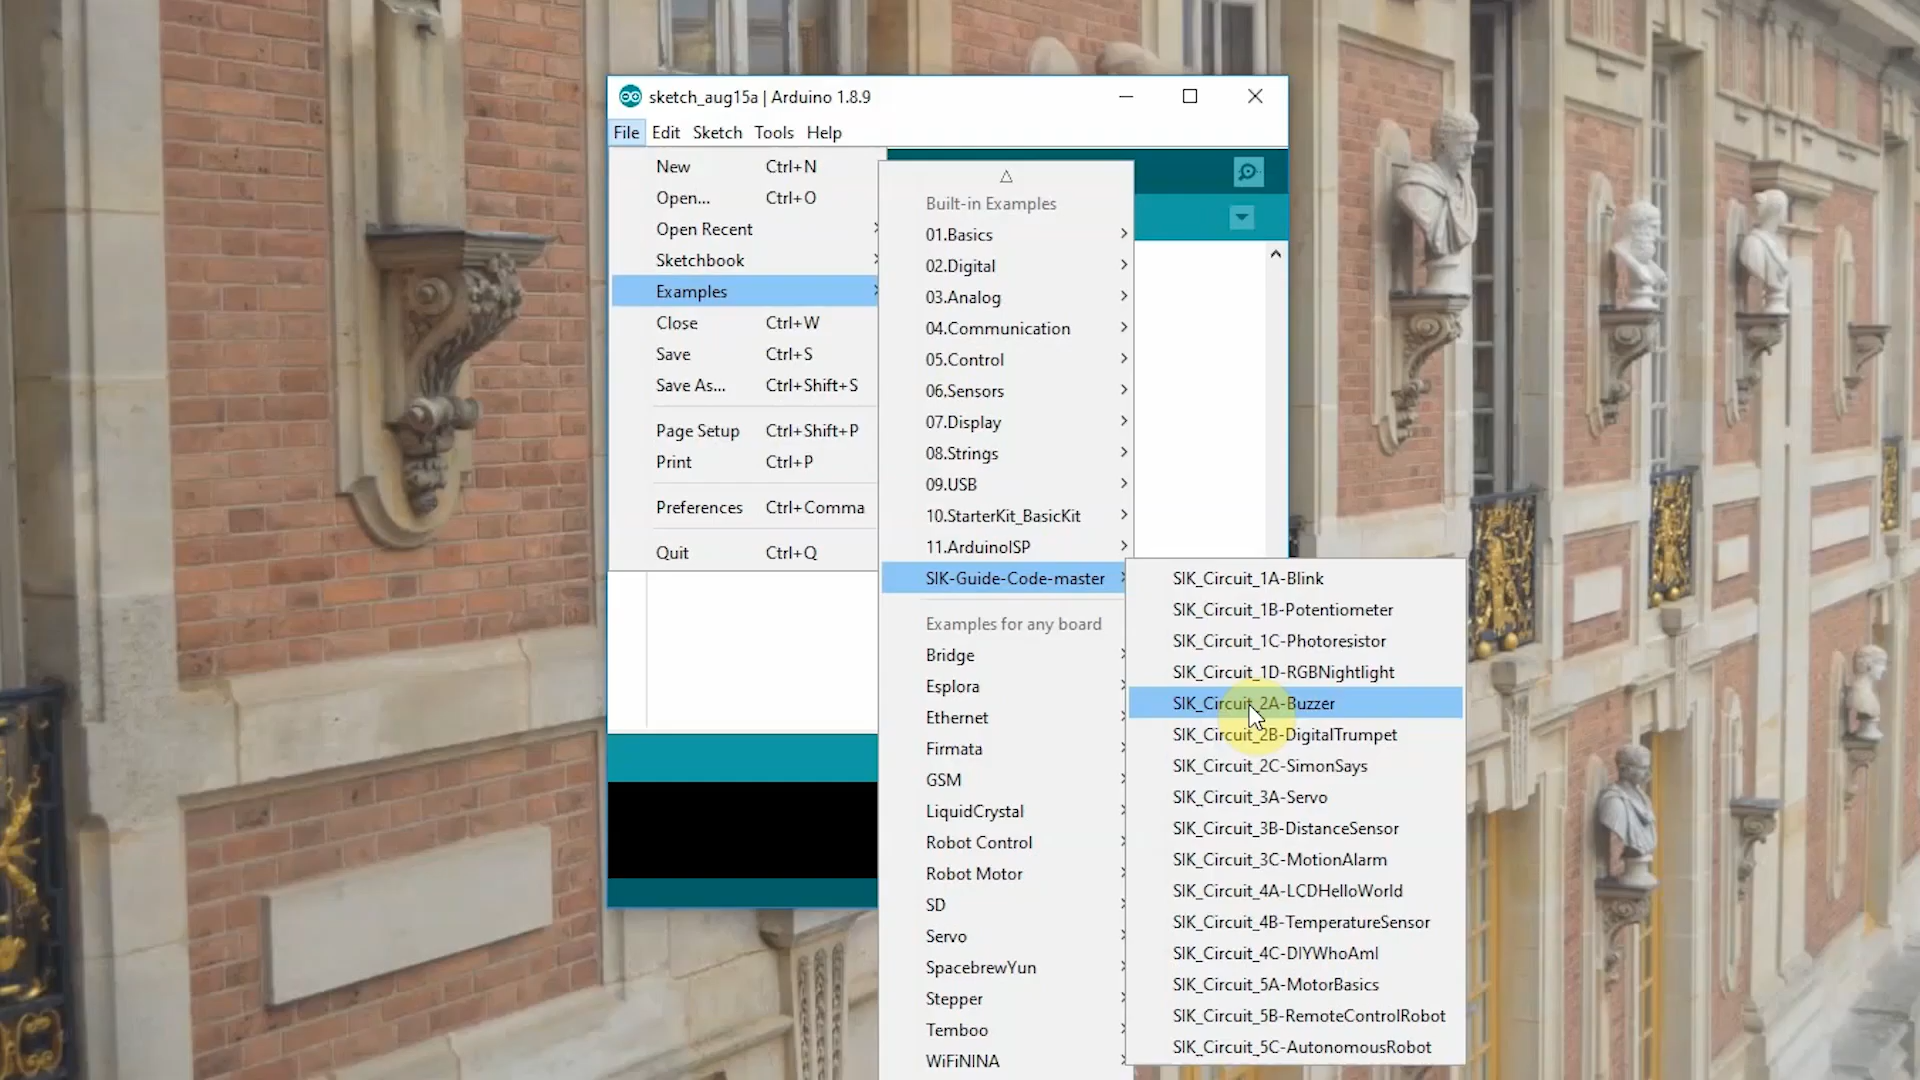 sketch_aug15a | Arduino 1.8.9
File Edit Sketch Tools Help
New Ctrl+N
Open... Ctrl+O
Open Recent
Sketchbook
Examples
Close Ctrl+W
Save Ctrl+S
Save As... Ctrl+Shift+S
Page Setup Ctrl+Shift+P
Print Ctrl+P
Preferences Ctrl+Comma
Quit Ctrl+Q
Built-in Examples
01.Basics
02.Digital
03.Analog
04.Communication
05.Control
06.Sensors
07.Display
08.Strings
09.USB
10.StarterKit_BasicKit
11.ArduinoISP
SIK-Guide-Code-master
Examples for any board
Bridge
Esplora
Ethernet
Firmata
GSM
LiquidCrystal
Robot Control
Robot Motor
SD
Servo
SpacebrewYun
Stepper
Temboo
WiFiNINA
SIK_Circuit_1A-Blink
SIK_Circuit_1B-Potentiometer
SIK_Circuit_1C-Photoresistor
SIK_Circuit_1D-RGBNightlight
SIK_Circuit_2A-Buzzer
SIK_Circuit_2B-DigitalTrumpet
SIK_Circuit_2C-SimonSays
SIK_Circuit_3A-Servo
SIK_Circuit_3B-DistanceSensor
SIK_Circuit_3C-MotionAlarm
SIK_Circuit_4A-LCDHelloWorld
SIK_Circuit_4B-TemperatureSensor
SIK_Circuit_4C-DIYWhoAmI
SIK_Circuit_5A-MotorBasics
SIK_Circuit_5B-RemoteControlRobot
SIK_Circuit_5C-AutonomousRobot